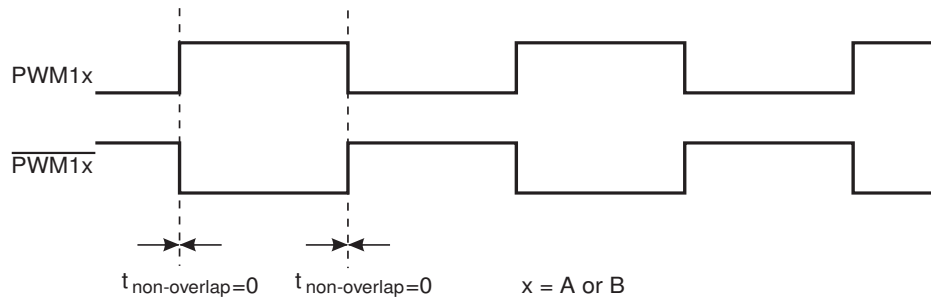 PWM1x
PWM1x
t non-overlap=0 t non-overlap=0 x = A or B